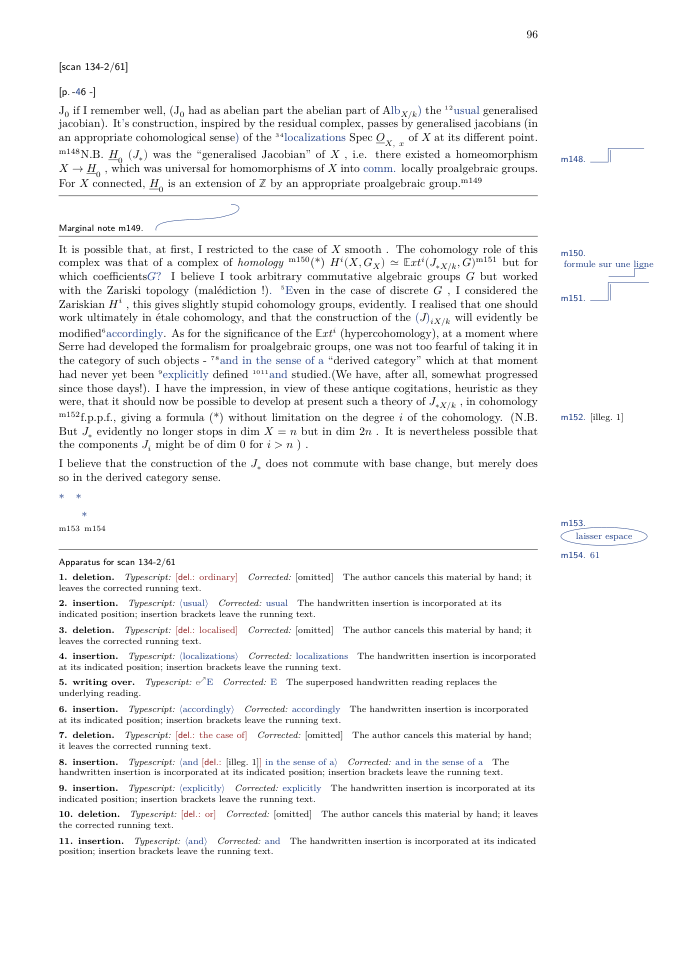 96
[scan 134-2/61]
[p. -46 -]
J₀ if I remember well, (J₀ had as abelian part the abelian part of Alb_{X/k}) the ¹²usual generalised
jacobian). It's construction, inspired by the residual complex, passes by generalised jacobians (in
an appropriate cohomological sense) of the ³⁴localizations Spec O_{X, x} of X at its different point.
m148N.B. H₀ (J_*) was the “generalised Jacobian” of X , i.e. there existed a homeomorphism
X → H₀ , which was universal for homomorphisms of X into comm. locally proalgebraic groups.
For X connected, H₀ is an extension of ℤ by an appropriate proalgebraic group.m149
m148.
Marginal note m149.
It is possible that, at first, I restricted to the case of X smooth . The cohomology role of this
complex was that of a complex of homology m150(*) Hⁱ(X, G_X) ≃ 𝔼xtⁱ(J_{*X/k}, G)m151 but for
which coefficientsG? I believe I took arbitrary commutative algebraic groups G but worked
with the Zariski topology (malédiction !). ⁵Even in the case of discrete G , I considered the
Zariskian Hⁱ , this gives slightly stupid cohomology groups, evidently. I realised that one should
work ultimately in étale cohomology, and that the construction of the (J)_{iX/k} will evidently be
modified⁶accordingly. As for the significance of the 𝔼xtⁱ (hypercohomology), at a moment where
Serre had developed the formalism for proalgebraic groups, one was not too fearful of taking it in
the category of such objects - ⁷⁸and in the sense of a “derived category” which at that moment
had never yet been ⁹explicitly defined ¹⁰¹¹and studied.(We have, after all, somewhat progressed
since those days!). I have the impression, in view of these antique cogitations, heuristic as they
were, that it should now be possible to develop at present such a theory of J_{*X/k} , in cohomology
m152f.p.p.f., giving a formula (*) without limitation on the degree i of the cohomology. (N.B.
But J_* evidently no longer stops in dim X = n but in dim 2n . It is nevertheless possible that
the components J_i might be of dim 0 for i > n ) .
m150.
formule sur une ligne
m151.
m152. [illeg. 1]
I believe that the construction of the J_* does not commute with base change, but merely does
so in the derived category sense.
* *
*
m153 m154
m153.
laisser espace
m154. 61
Apparatus for scan 134-2/61
1. deletion. Typescript: [del.: ordinary] Corrected: [omitted] The author cancels this material by hand; it
leaves the corrected running text.
2. insertion. Typescript: ⟨usual⟩ Corrected: usual The handwritten insertion is incorporated at its
indicated position; insertion brackets leave the running text.
3. deletion. Typescript: [del.: localised] Corrected: [omitted] The author cancels this material by hand; it
leaves the corrected running text.
4. insertion. Typescript: ⟨localizations⟩ Corrected: localizations The handwritten insertion is incorporated
at its indicated position; insertion brackets leave the running text.
5. writing over. Typescript: e↗E Corrected: E The superposed handwritten reading replaces the
underlying reading.
6. insertion. Typescript: ⟨accordingly⟩ Corrected: accordingly The handwritten insertion is incorporated
at its indicated position; insertion brackets leave the running text.
7. deletion. Typescript: [del.: the case of] Corrected: [omitted] The author cancels this material by hand;
it leaves the corrected running text.
8. insertion. Typescript: ⟨and [del.: [illeg. 1]] in the sense of a⟩ Corrected: and in the sense of a The
handwritten insertion is incorporated at its indicated position; insertion brackets leave the running text.
9. insertion. Typescript: ⟨explicitly⟩ Corrected: explicitly The handwritten insertion is incorporated at its
indicated position; insertion brackets leave the running text.
10. deletion. Typescript: [del.: or] Corrected: [omitted] The author cancels this material by hand; it leaves
the corrected running text.
11. insertion. Typescript: ⟨and⟩ Corrected: and The handwritten insertion is incorporated at its indicated
position; insertion brackets leave the running text.